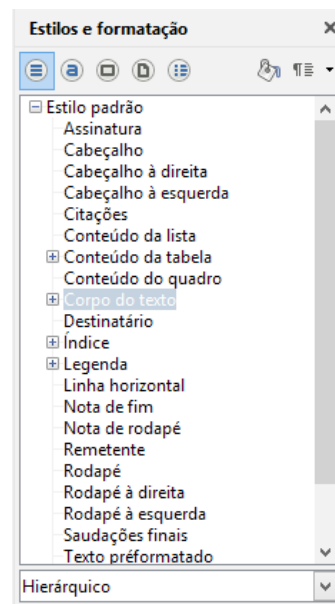 Estilos e formatação
Estilo padrão
Assinatura
Cabeçalho
Cabeçalho à direita
Cabeçalho à esquerda
Citações
Conteúdo da lista
Conteúdo da tabela
Conteúdo do quadro
Corpo do texto
Destinatário
Índice
Legenda
Linha horizontal
Nota de fim
Nota de rodapé
Remetente
Rodapé
Rodapé à direita
Rodapé à esquerda
Saudações finais
Texto préformatado
Hierárquico